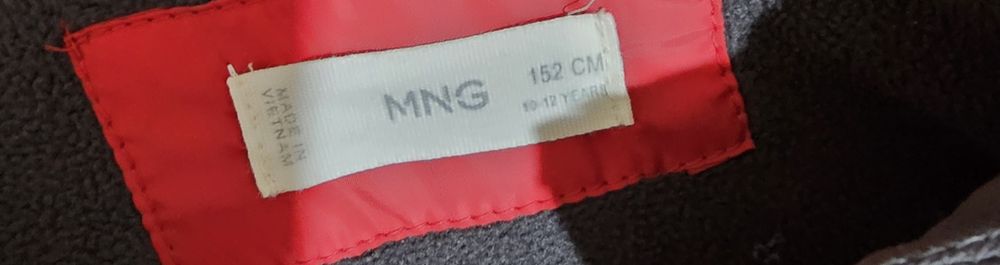 MADE IN
VIETNAM
MNG
152 CM
10-12 YEARS